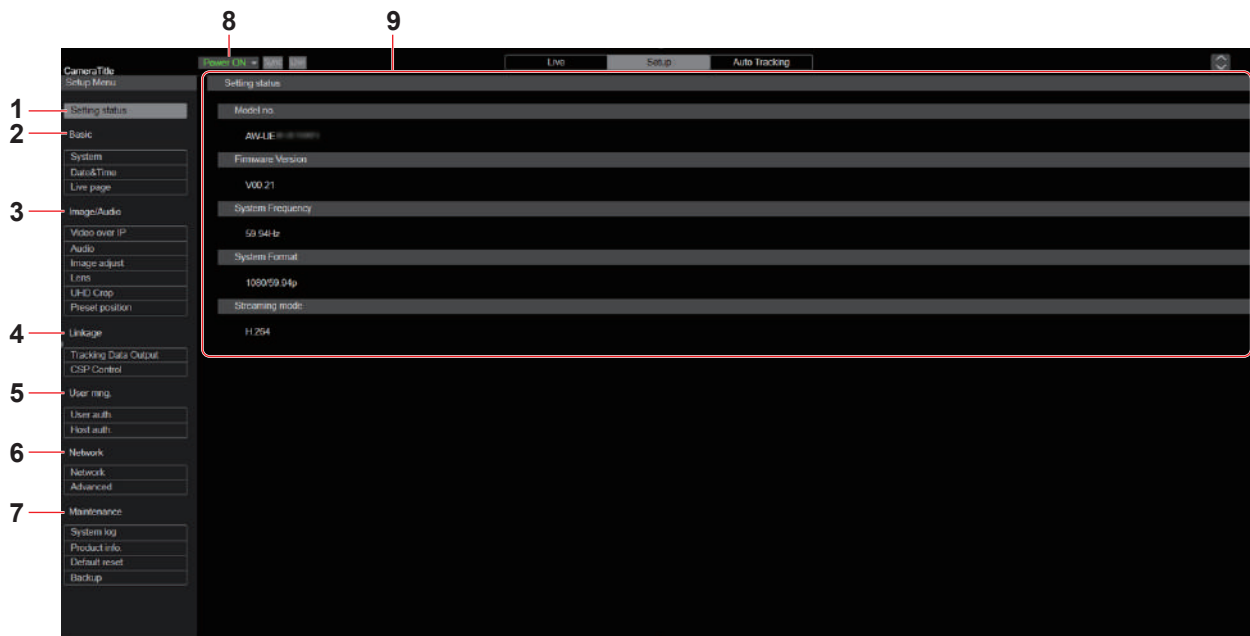 8 9
CameraTitle
Power ON
Live
Setup
Auto Tracking
Setup Menu
Setting status
1
Setting status
2
Basic
System
Date&Time
Live page
3
Image/Audio
Video over IP
Audio
Image adjust
Lens
UHD Crop
Preset position
4
Linkage
Tracking Data Output
CSP Control
5
User mng.
User auth.
Host auth.
6
Network
Network
Advanced
7
Maintenance
System log
Product info.
Default reset
Backup
Model no.
AW-UE
Firmware Version
V00.21
System Frequency
59.94Hz
System Format
1080/59.94p
Streaming mode
H.264